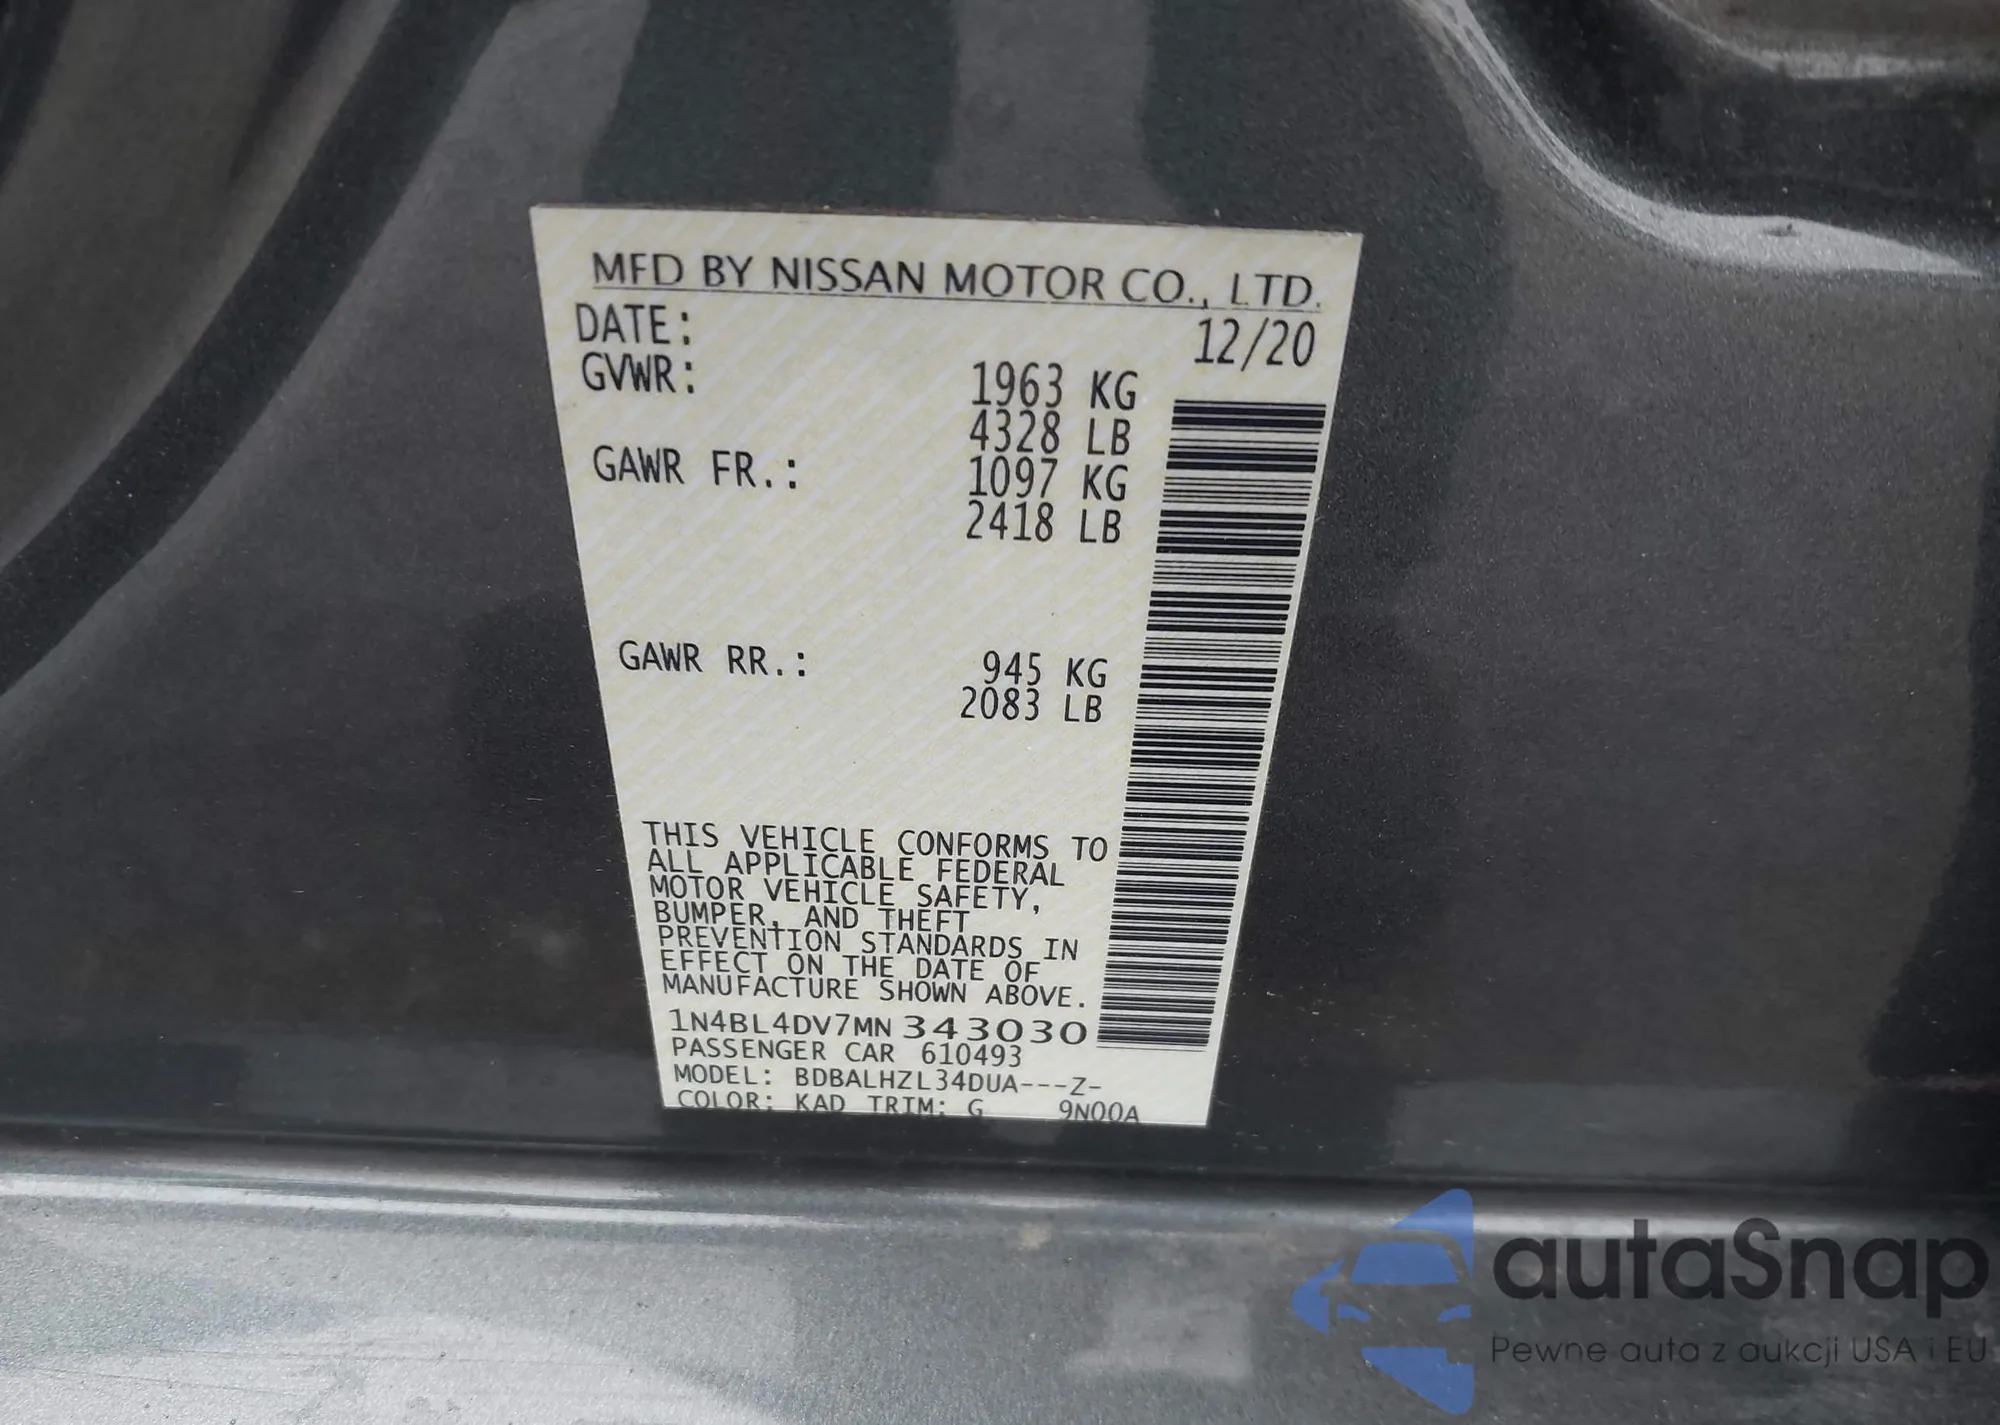 MFD BY NISSAN MOTOR CO., LTD.
DATE: 12/20
GVWR: 1963 KG
4328 LB
GAWR FR.: 1097 KG
2418 LB
GAWR RR.: 945 KG
2083 LB
THIS VEHICLE CONFORMS TO
ALL APPLICABLE FEDERAL
MOTOR VEHICLE SAFETY,
BUMPER, AND THEFT
PREVENTION STANDARDS IN
EFFECT ON THE DATE OF
MANUFACTURE SHOWN ABOVE.
1N4BL4DV7MN343030
PASSENGER CAR 610493
MODEL: BDBALHZL34DUA---Z-
COLOR: KAD TRIM: G 9N00A
autaSnap
Pewne auta z aukcji USA i EU